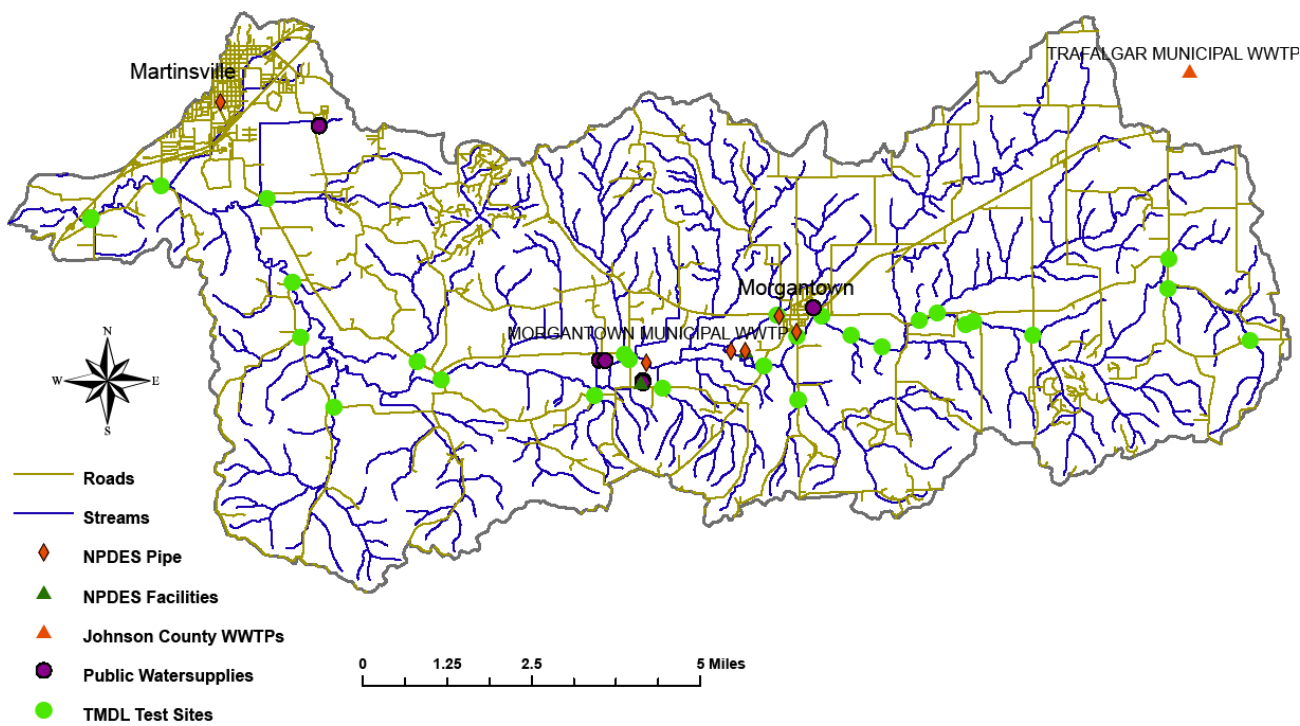 TRAFALGAR MUNICIPAL WWTP
Martinsville
Morgantown
MORGANTOWN MUNICIPAL WWTP
N
W E
S
Roads
Streams
NPDES Pipe
NPDES Facilities
Johnson County WWTPs
Public Watersupplies
TMDL Test Sites
0 1.25 2.5 5 Miles